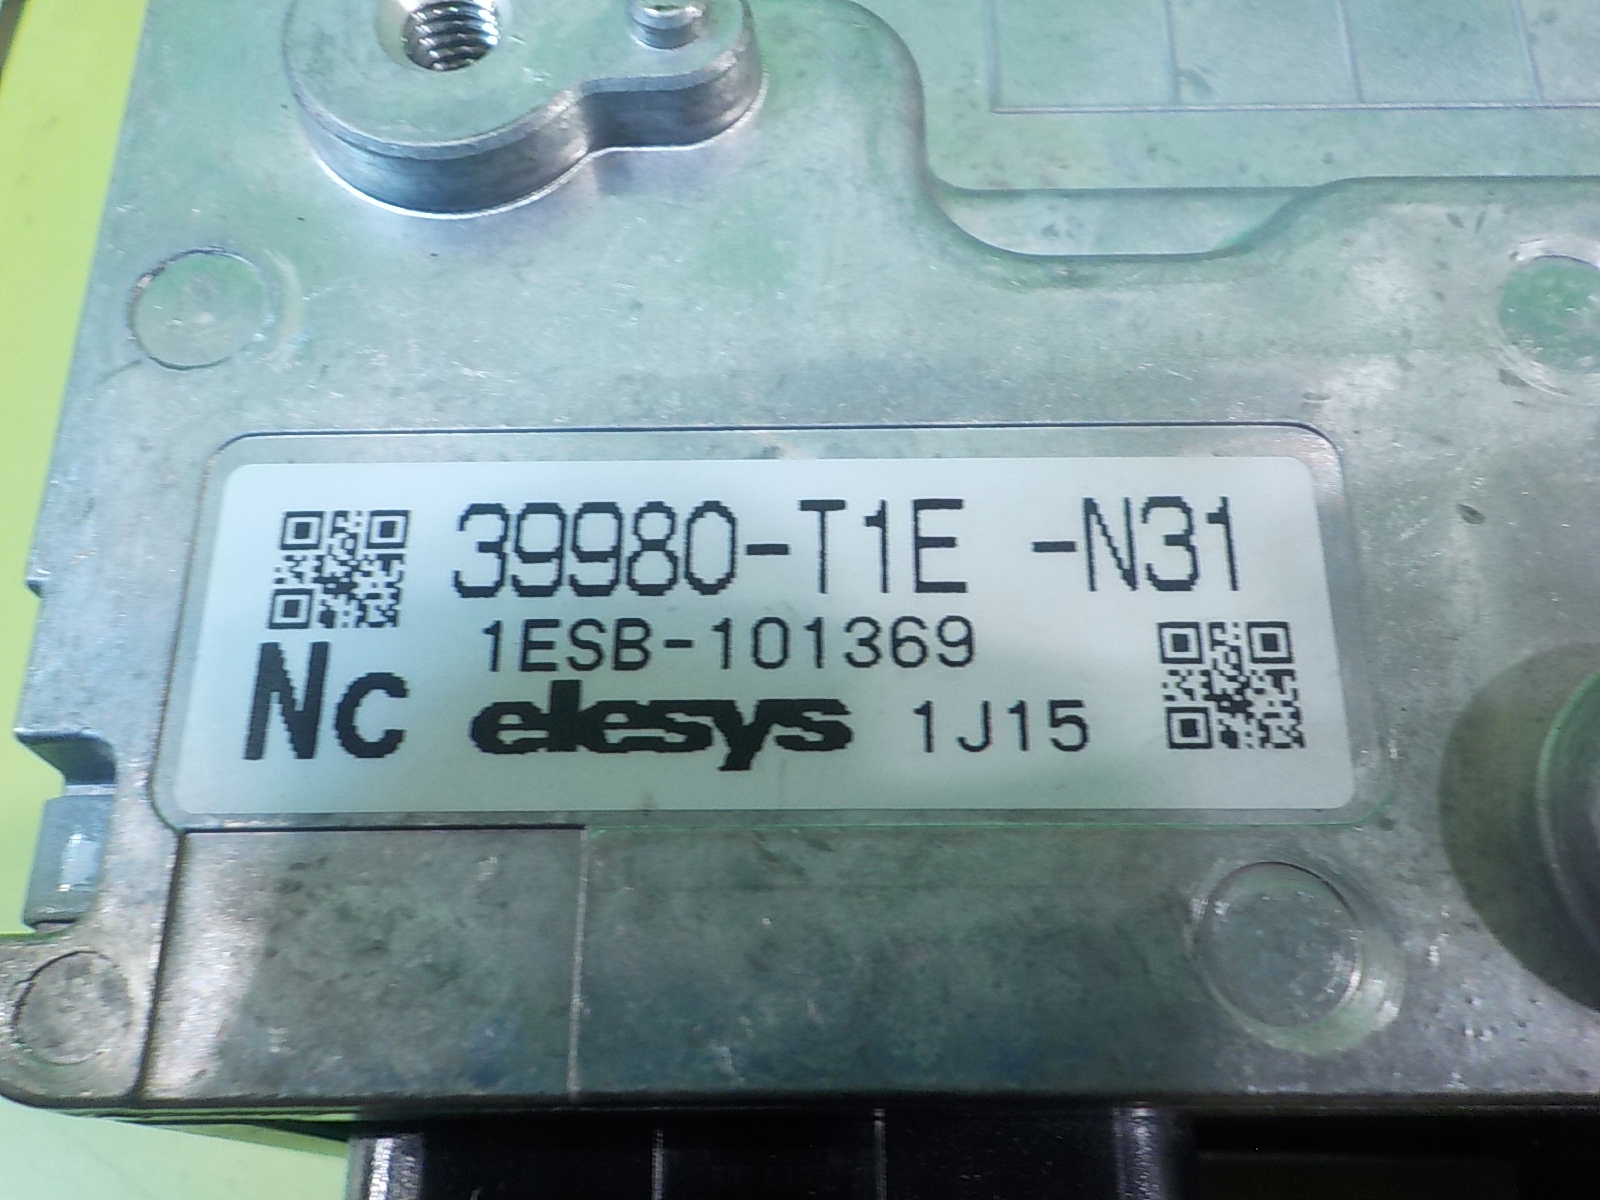 39980-T1E -N31
1ESB-101369
Nc elesys 1J15